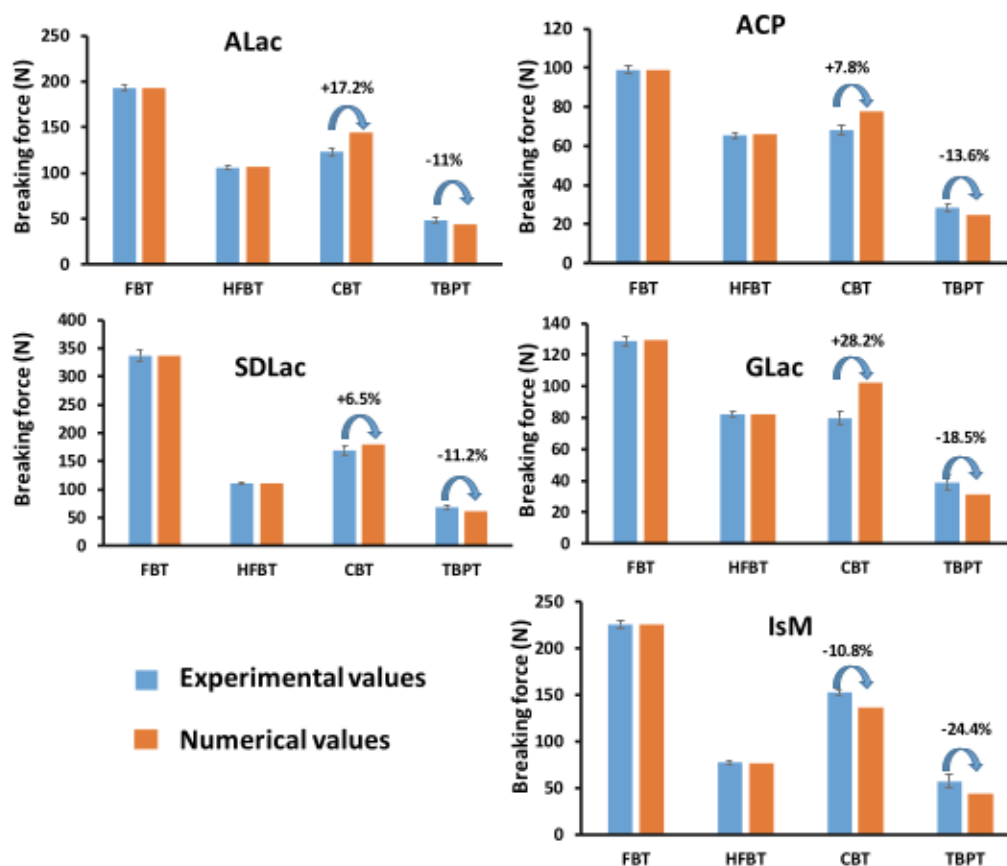 ALac
Breaking force (N)
250
200
150
100
50
0
+17.2%
-11%
FBT HFBT CBT TBPT
ACP
Breaking force (N)
120
100
80
60
40
20
0
+7.8%
-13.6%
FBT HFBT CBT TBPT
SDLac
Breaking force (N)
400
350
300
250
200
150
100
50
0
+6.5%
-11.2%
FBT HFBT CBT TBPT
GLac
Breaking force (N)
140
120
100
80
60
40
20
0
+28.2%
-18.5%
FBT HFBT CBT TBPT
Experimental values
Numerical values
IsM
Breaking force (N)
250
200
150
100
50
0
-10.8%
-24.4%
FBT HFBT CBT TBPT